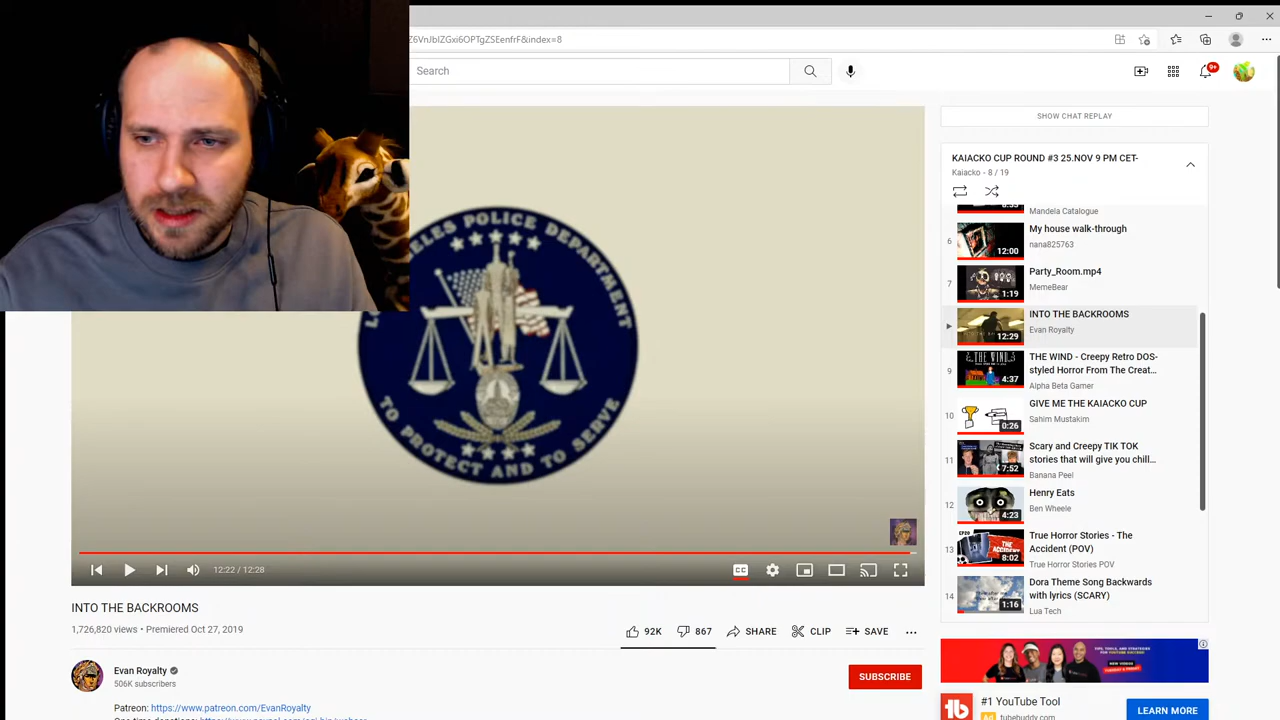 Z6VnJbIZGxi6OPTgZSEenfrF&index=8
Search
9+
SHOW CHAT REPLAY
KAIACKO CUP ROUND #3 25.NOV 9 PM CET-
Kaiacko - 8 / 19
Mandela Catalogue
6
My house walk-through
nana825763
12:00
7
Party_Room.mp4
MemeBear
1:19
INTO THE BACKROOMS
Evan Royalty
12:29
9
THE WIND - Creepy Retro DOS-
styled Horror From The Creat...
Alpha Beta Gamer
THE WIND
4:37
10
GIVE ME THE KAIACKO CUP
Sahim Mustakim
0:26
11
Scary and Creepy TIK TOK
stories that will give you chill...
Banana Peel
7:52
12
Henry Eats
Ben Wheele
4:23
13
True Horror Stories - The
Accident (POV)
True Horror Stories POV
8:02
14
Dora Theme Song Backwards
with lyrics (SCARY)
Lua Tech
1:16
POLICE DEPARTMENT
TO PROTECT AND TO SERVE
12:22 / 12:28
CC
INTO THE BACKROOMS
1,726,820 views • Premiered Oct 27, 2019
92K
867
SHARE
CLIP
SAVE
Evan Royalty
506K subscribers
SUBSCRIBE
Patreon: https://www.patreon.com/EvanRoyalty
#1 YouTube Tool
Ad tubebuddy.com
LEARN MORE